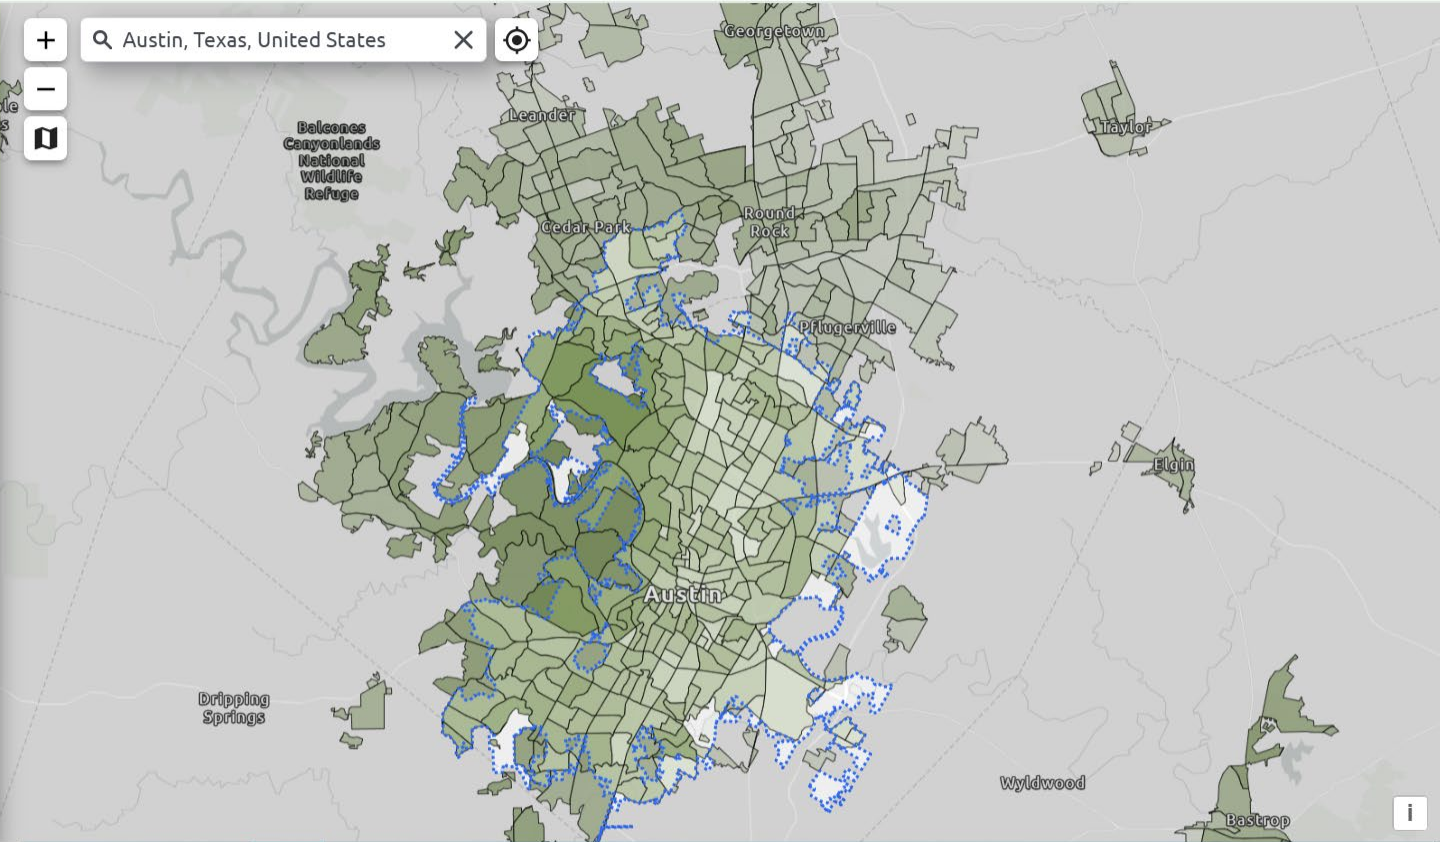 Austin, Texas, United States
Georgetown
Leander
Taylor
Balcones
Canyonlands
National
Wildlife
Refuge
Cedar Park
Round
Rock
Pflugerville
Elgin
Austin
Dripping
Springs
Wyldwood
Bastrop
i